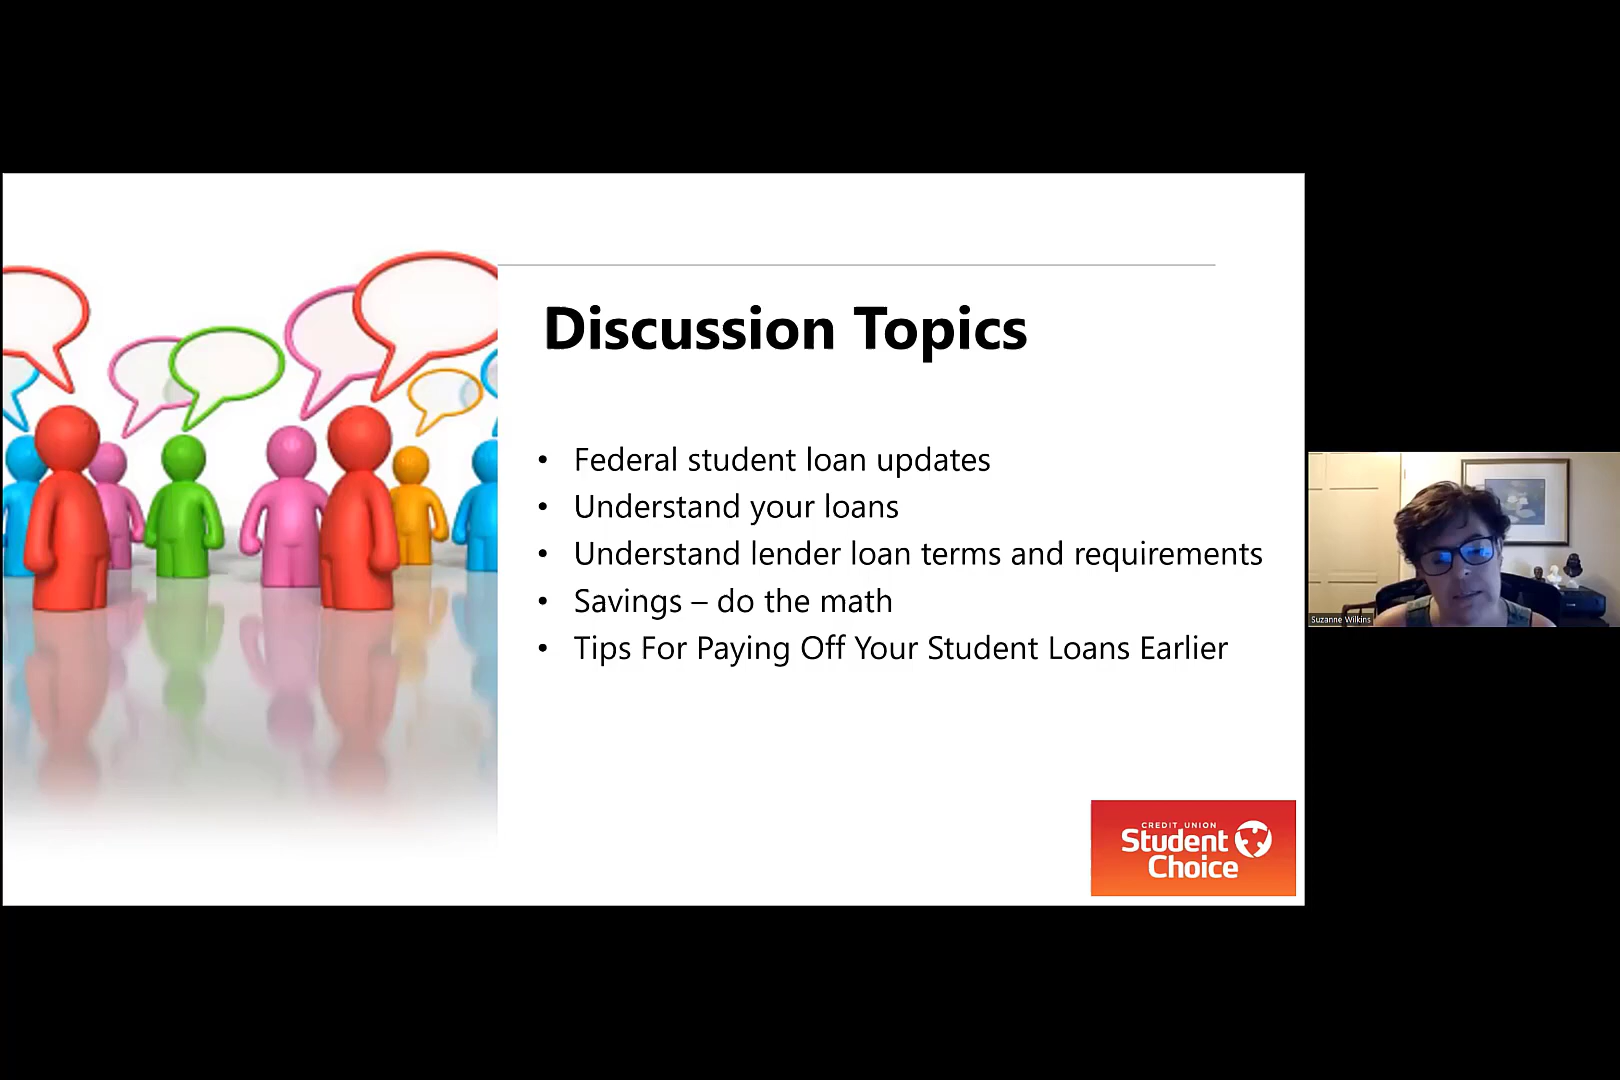 Discussion Topics
• Federal student loan updates
• Understand your loans
• Understand lender loan terms and requirements
• Savings – do the math
• Tips For Paying Off Your Student Loans Earlier
CREDIT UNION
Student
Choice
Suzanne Wilkins